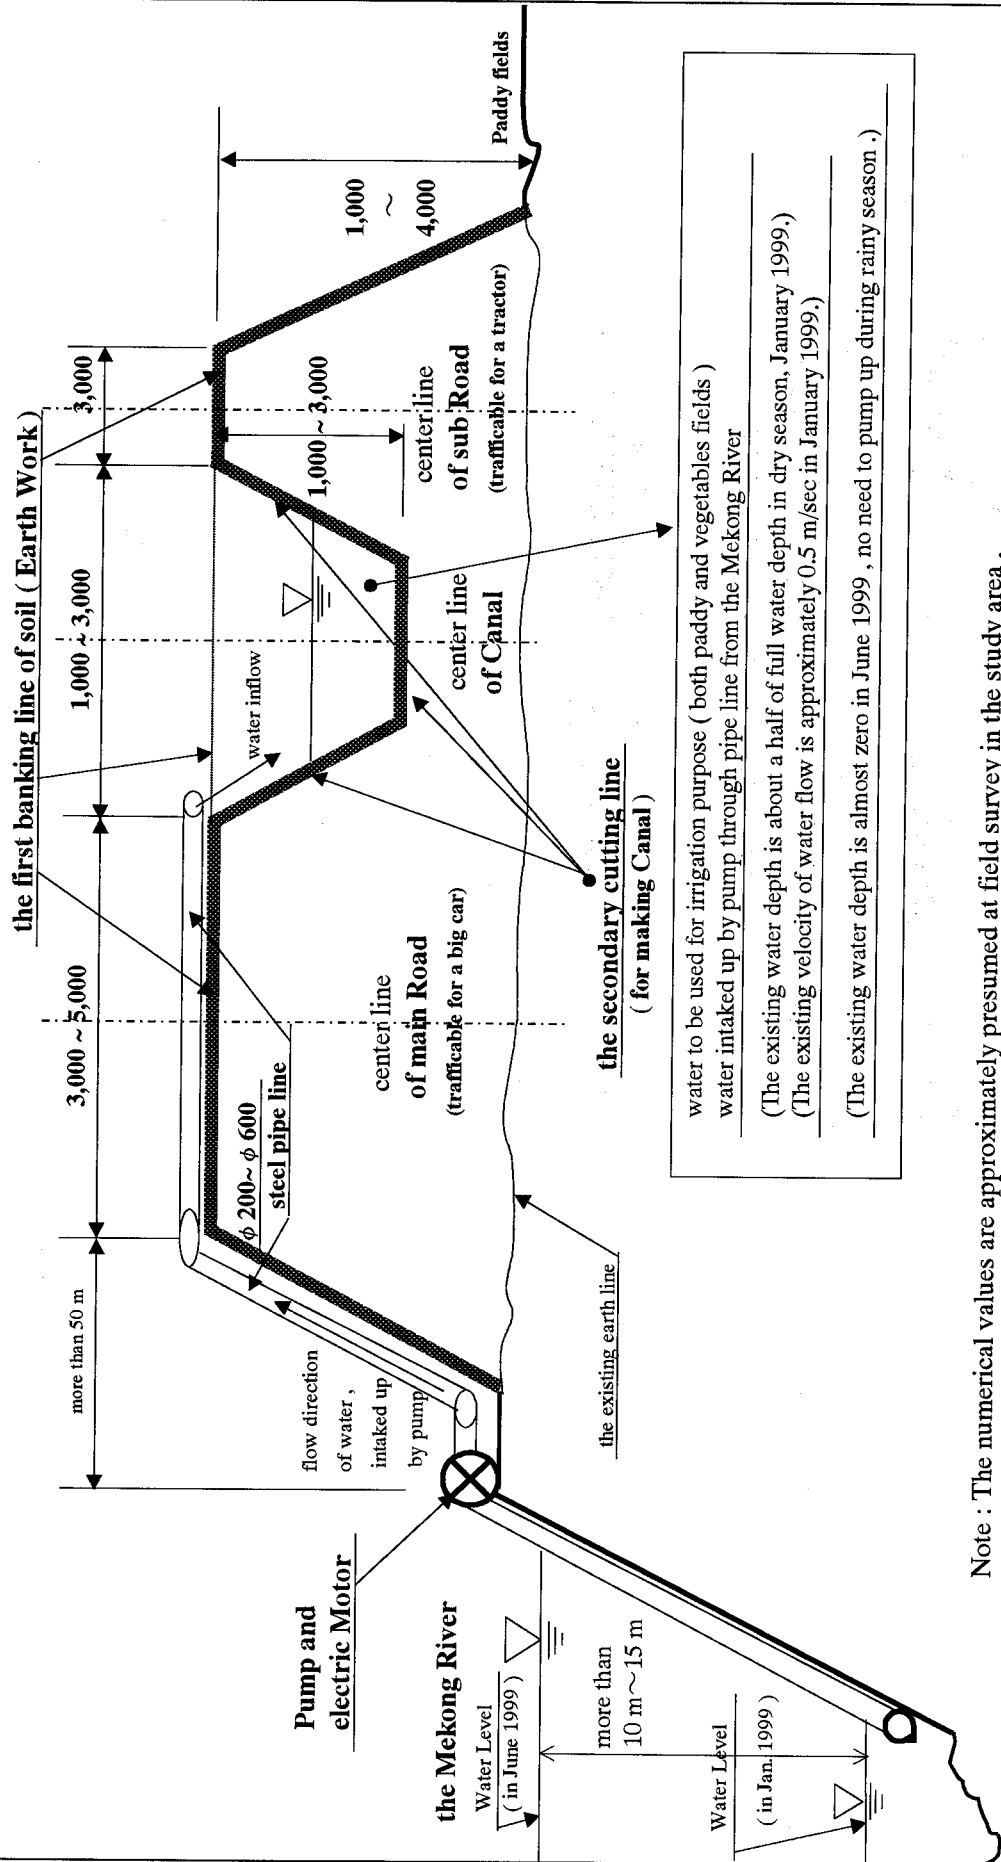 the first banking line of soil ( Earth Work )
more than 50 m
3,000 ~ 5,000
1,000 ~ 3,000
3,000
water inflow
φ 200~ φ 600
steel pipe line
flow direction
of water ,
intaked up
by pump
1,000 ~ 3,000
1,000
~
4,000
Paddy fields
center line
of main Road
(trafficable for a big car)
center line
of Canal
center line
of sub Road
(trafficable for a tractor)
Pump and
electric Motor
the Mekong River
Water Level
( in June 1999 )
more than
10 m~15 m
Water Level
( in Jan. 1999 )
the existing earth line
the secondary cutting line
( for making Canal )
water to be used for irrigation purpose ( both paddy and vegetables fields )
water intaked up by pump through pipe line from the Mekong River
(The existing water depth is about a half of full water depth in dry season, January 1999.)
(The existing velocity of water flow is approximately 0.5 m/sec in January 1999.)
(The existing water depth is almost zero in June 1999 , no need to pump up during rainy season .)
Note : The numerical values are approximately presumed at field survey in the study area .